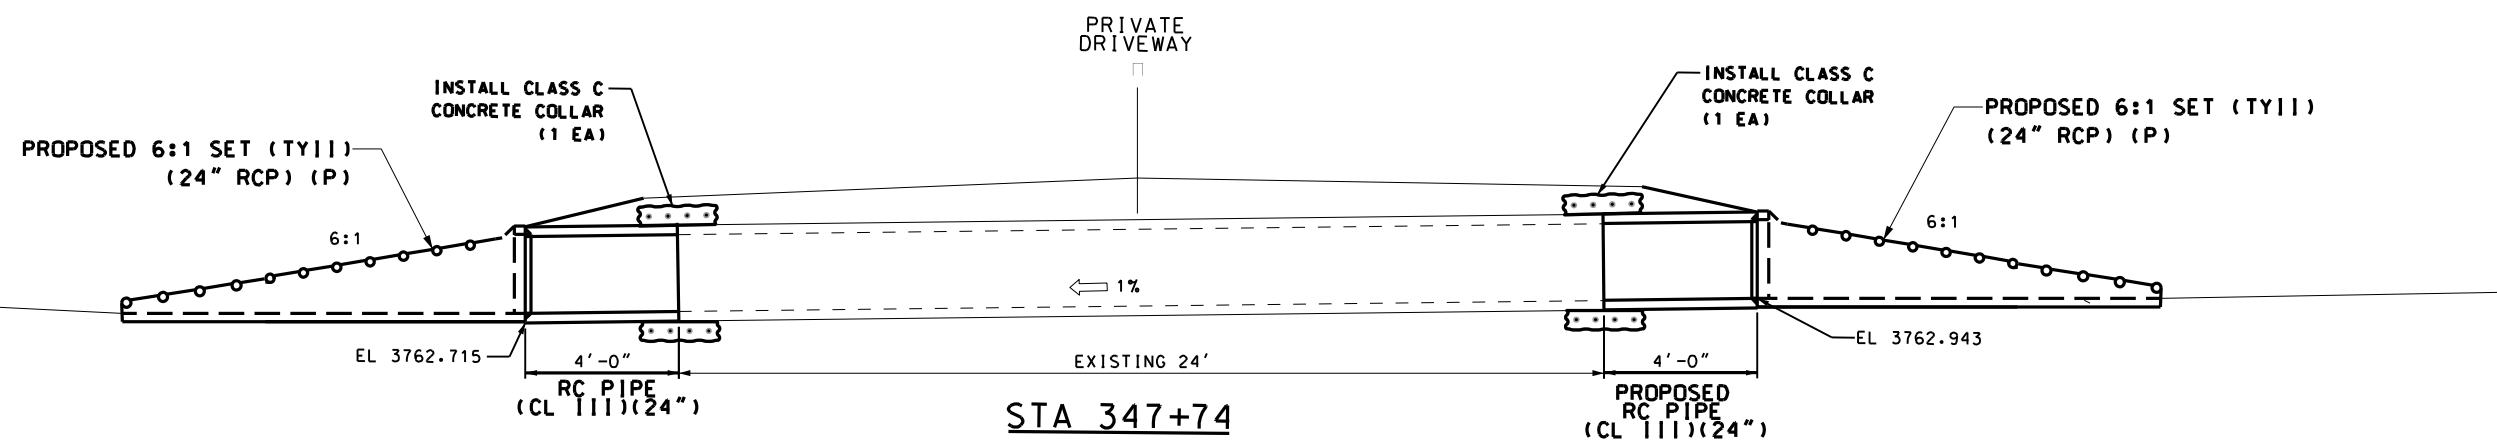 PRIVATE
DRIVEWAY
INSTALL CLASS C
CONCRETE COLLAR
(1 EA)
INSTALL CLASS C
CONCRETE COLLAR
(1 EA)
PROPOSED 6:1 SET (TYII)
(24" RCP) (P)
PROPOSED 6:1 SET (TYII)
(24" RCP) (P)
6:1
6:1
1%
EL 3762.715
EL 3762.943
4'-0"
EXISTING 24'
4'-0"
RC PIPE
(CL III)(24")
PROPOSED
RC PIPE
(CL III)(24")
STA 347+74